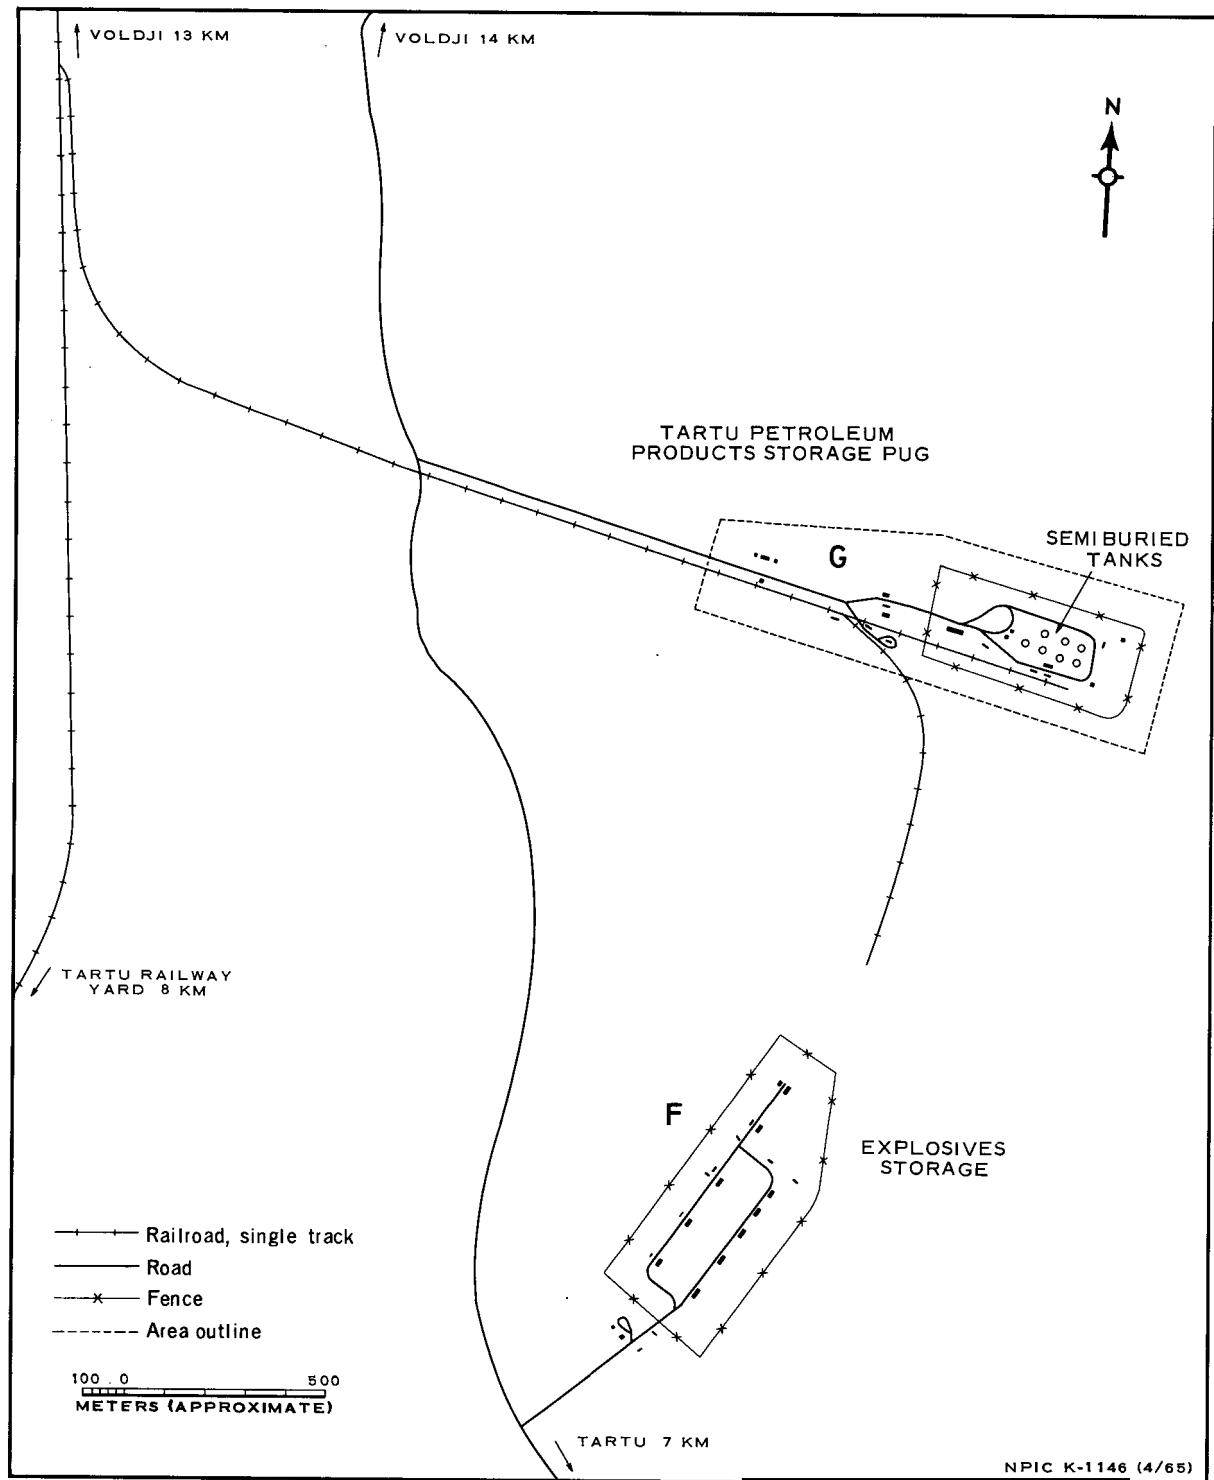 VOLDJI 13 KM
VOLDJI 14 KM
N
TARTU PETROLEUM
PRODUCTS STORAGE PUG
G
SEMIBURIED
TANKS
TARTU RAILWAY
YARD 8 KM
F
EXPLOSIVES
STORAGE
Railroad, single track
Road
Fence
Area outline
100 0 500
METERS (APPROXIMATE)
TARTU 7 KM
NPIC K-1146 (4/65)